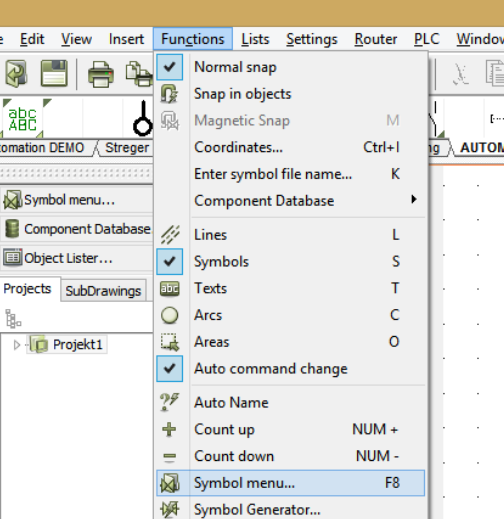 Edit View Insert Functions Lists Settings Router PLC Window
Normal snap
Snap in objects
Magnetic Snap M
Coordinates... Ctrl+I
Enter symbol file name... K
Component Database
Lines L
Symbols S
Texts T
Arcs C
Areas O
Auto command change
Auto Name
Count up NUM +
Count down NUM -
Symbol menu... F8
Symbol Generator...
abc
ABC
omation DEMO Streger
ng AUTOM
Symbol menu...
Component Database
Object Lister...
Projects SubDrawings
Projekt1
abc